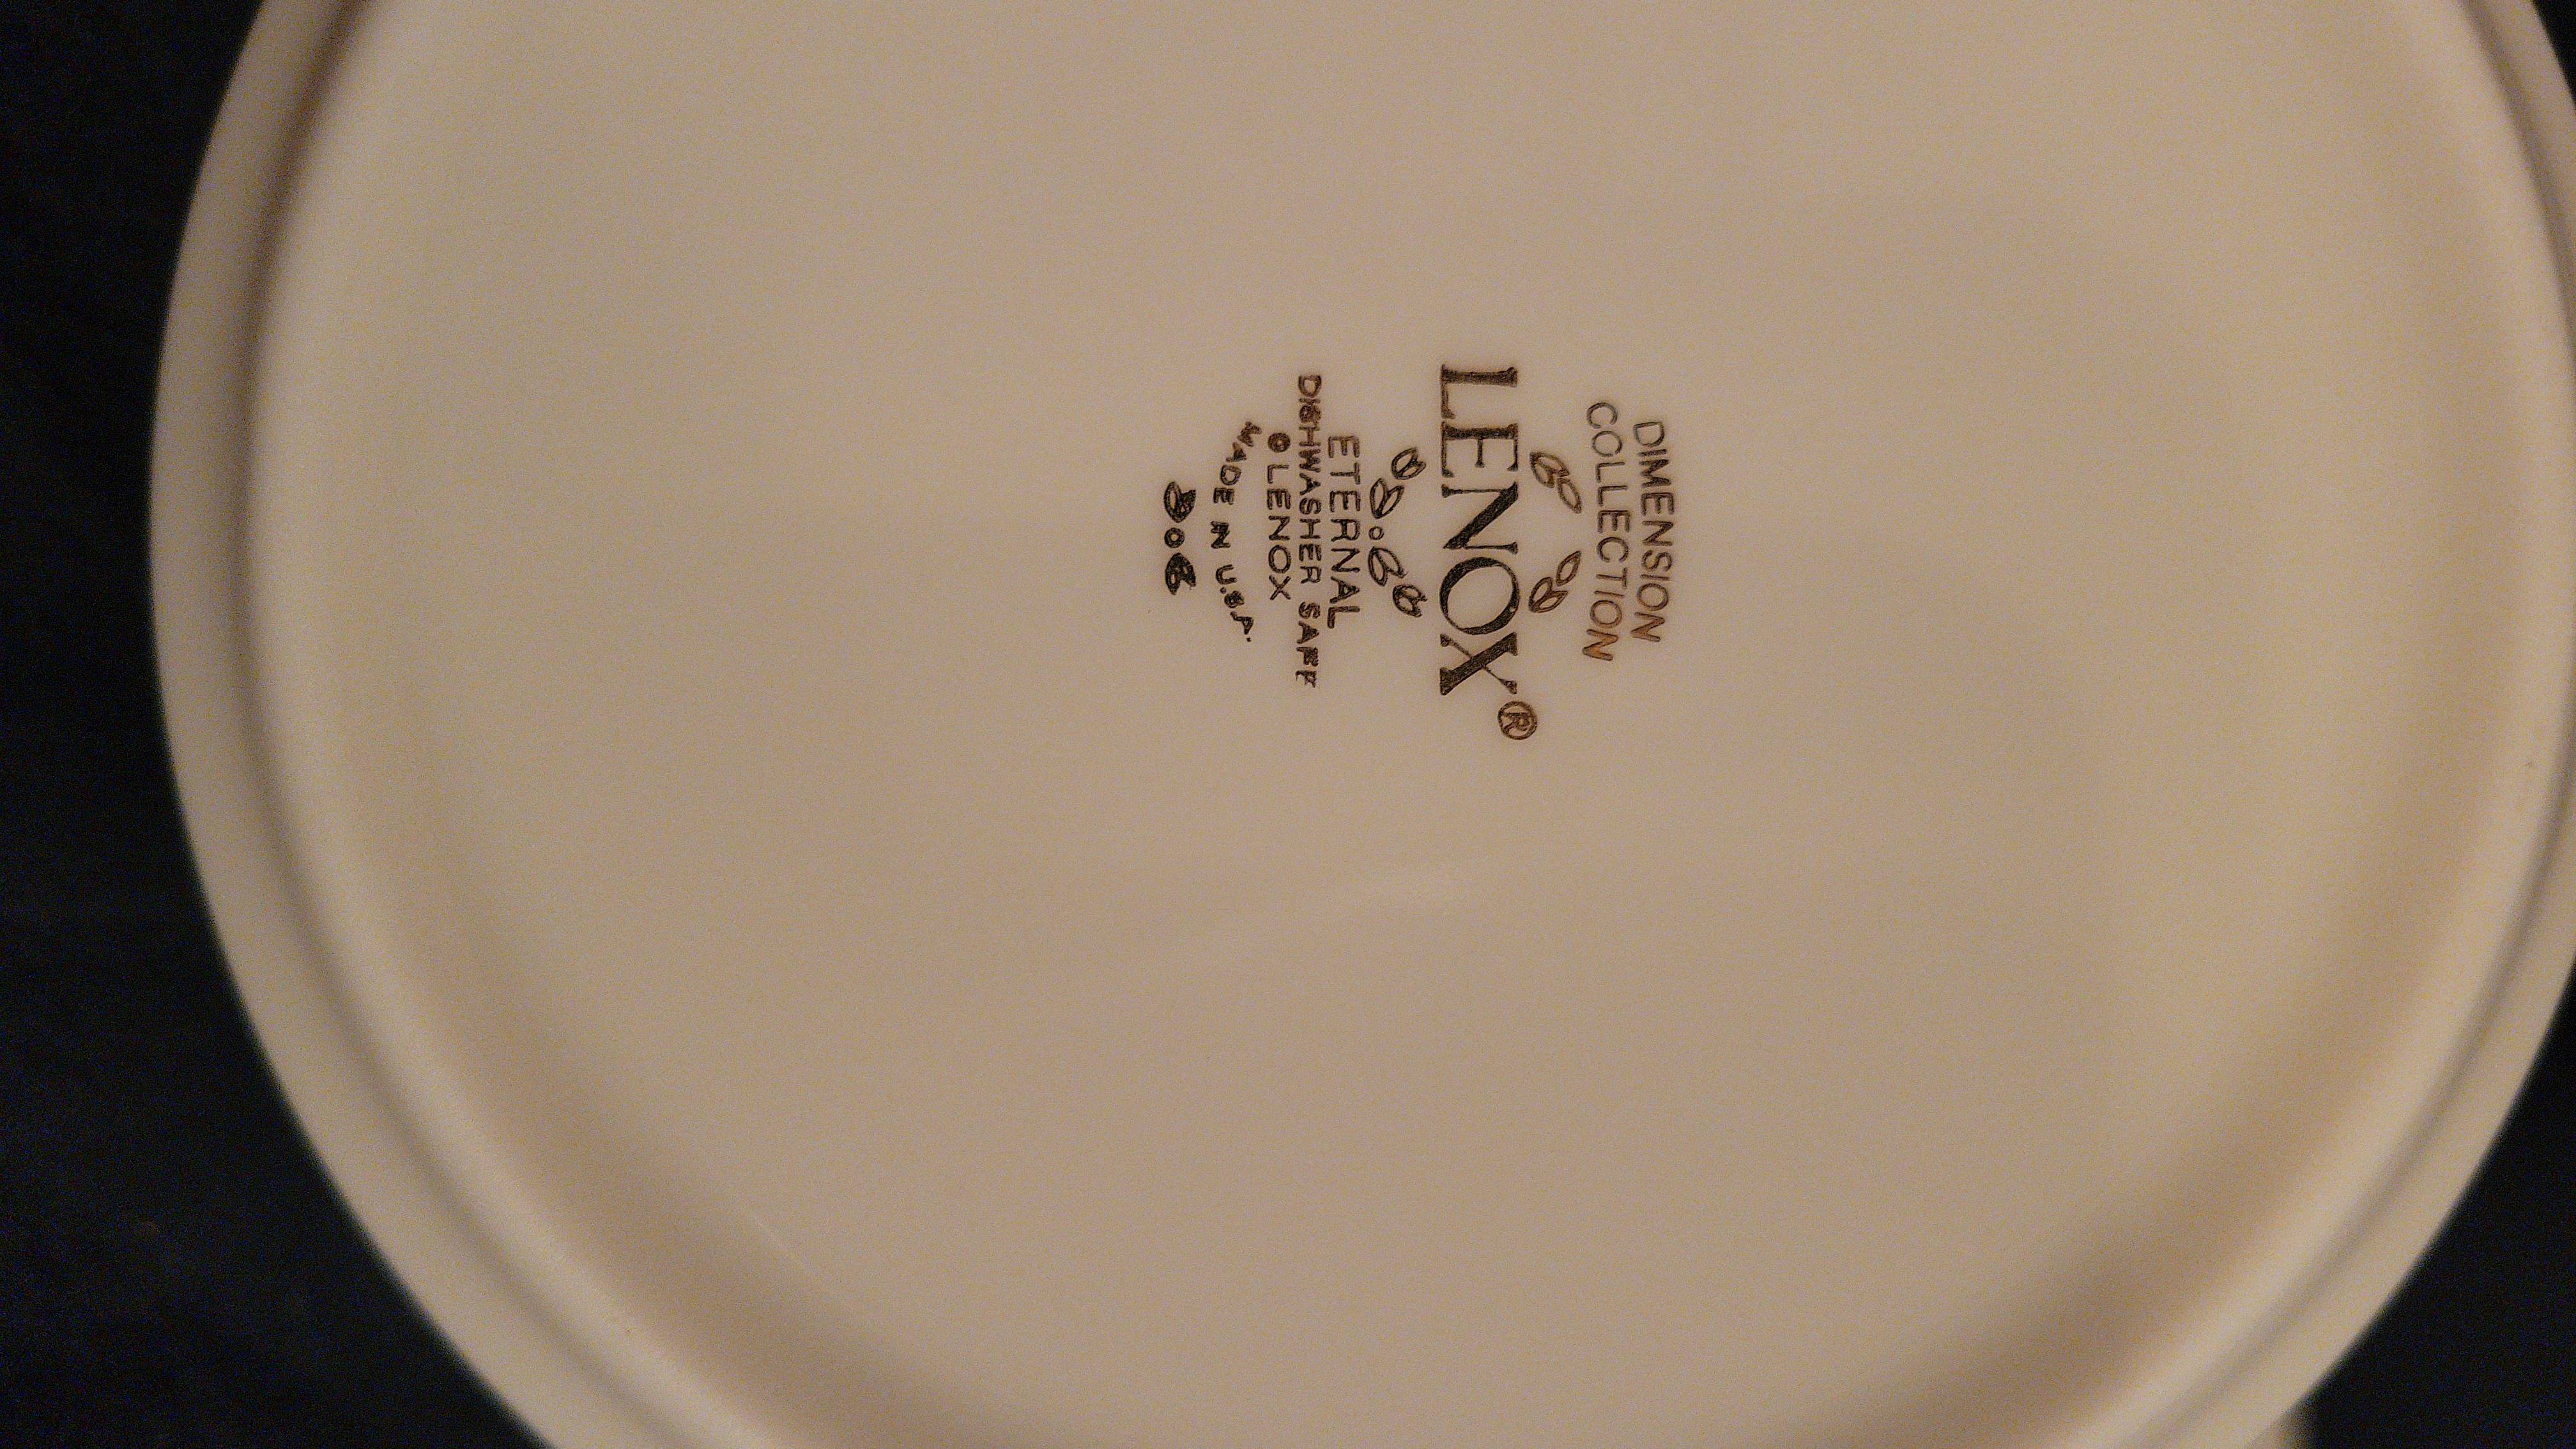 DIMENSION
COLLECTION
LENOX®
ETERNAL
DISHWASHER SAFE
© LENOX
MADE IN U.S.A.